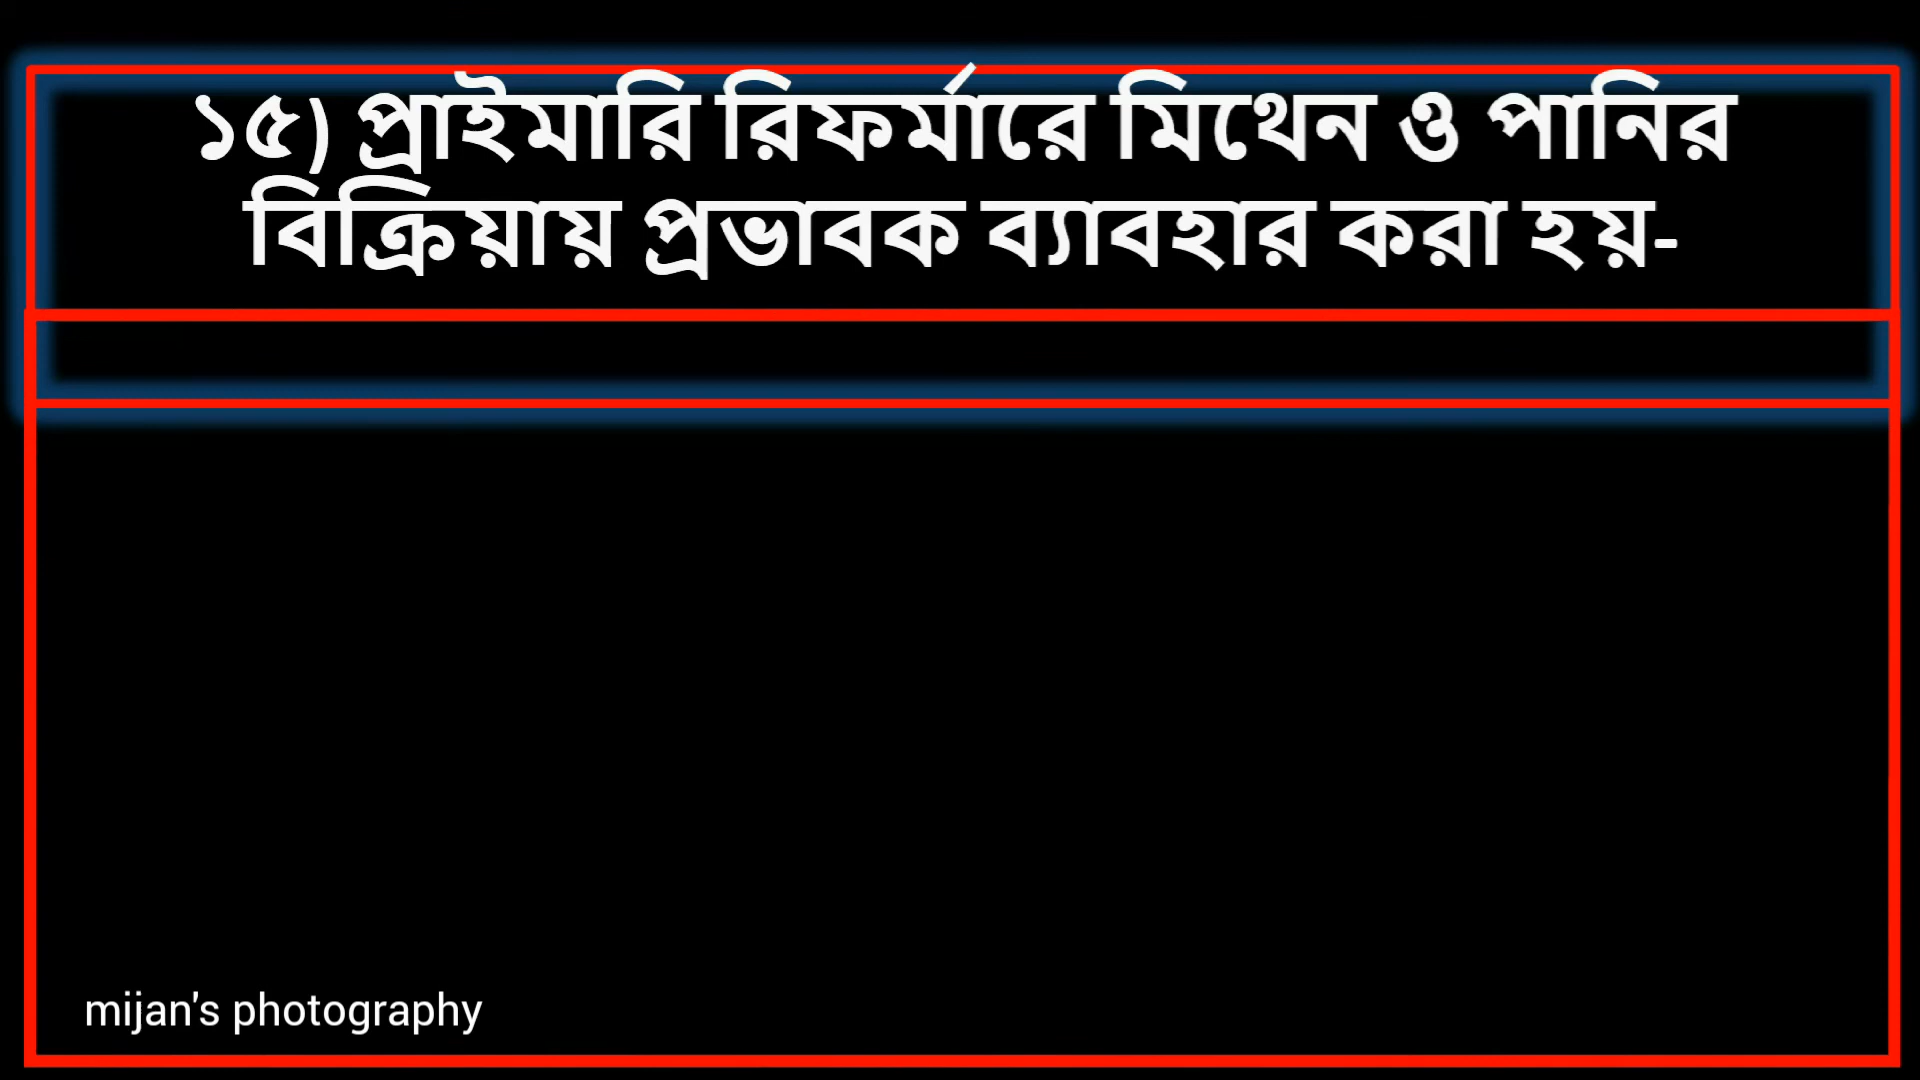 ১৫) প্রাইমারি রিফর্মারে মিথেন ও পানির
বিক্রিয়ায় প্রভাবক ব্যাবহার করা হয়-
mijan's photography